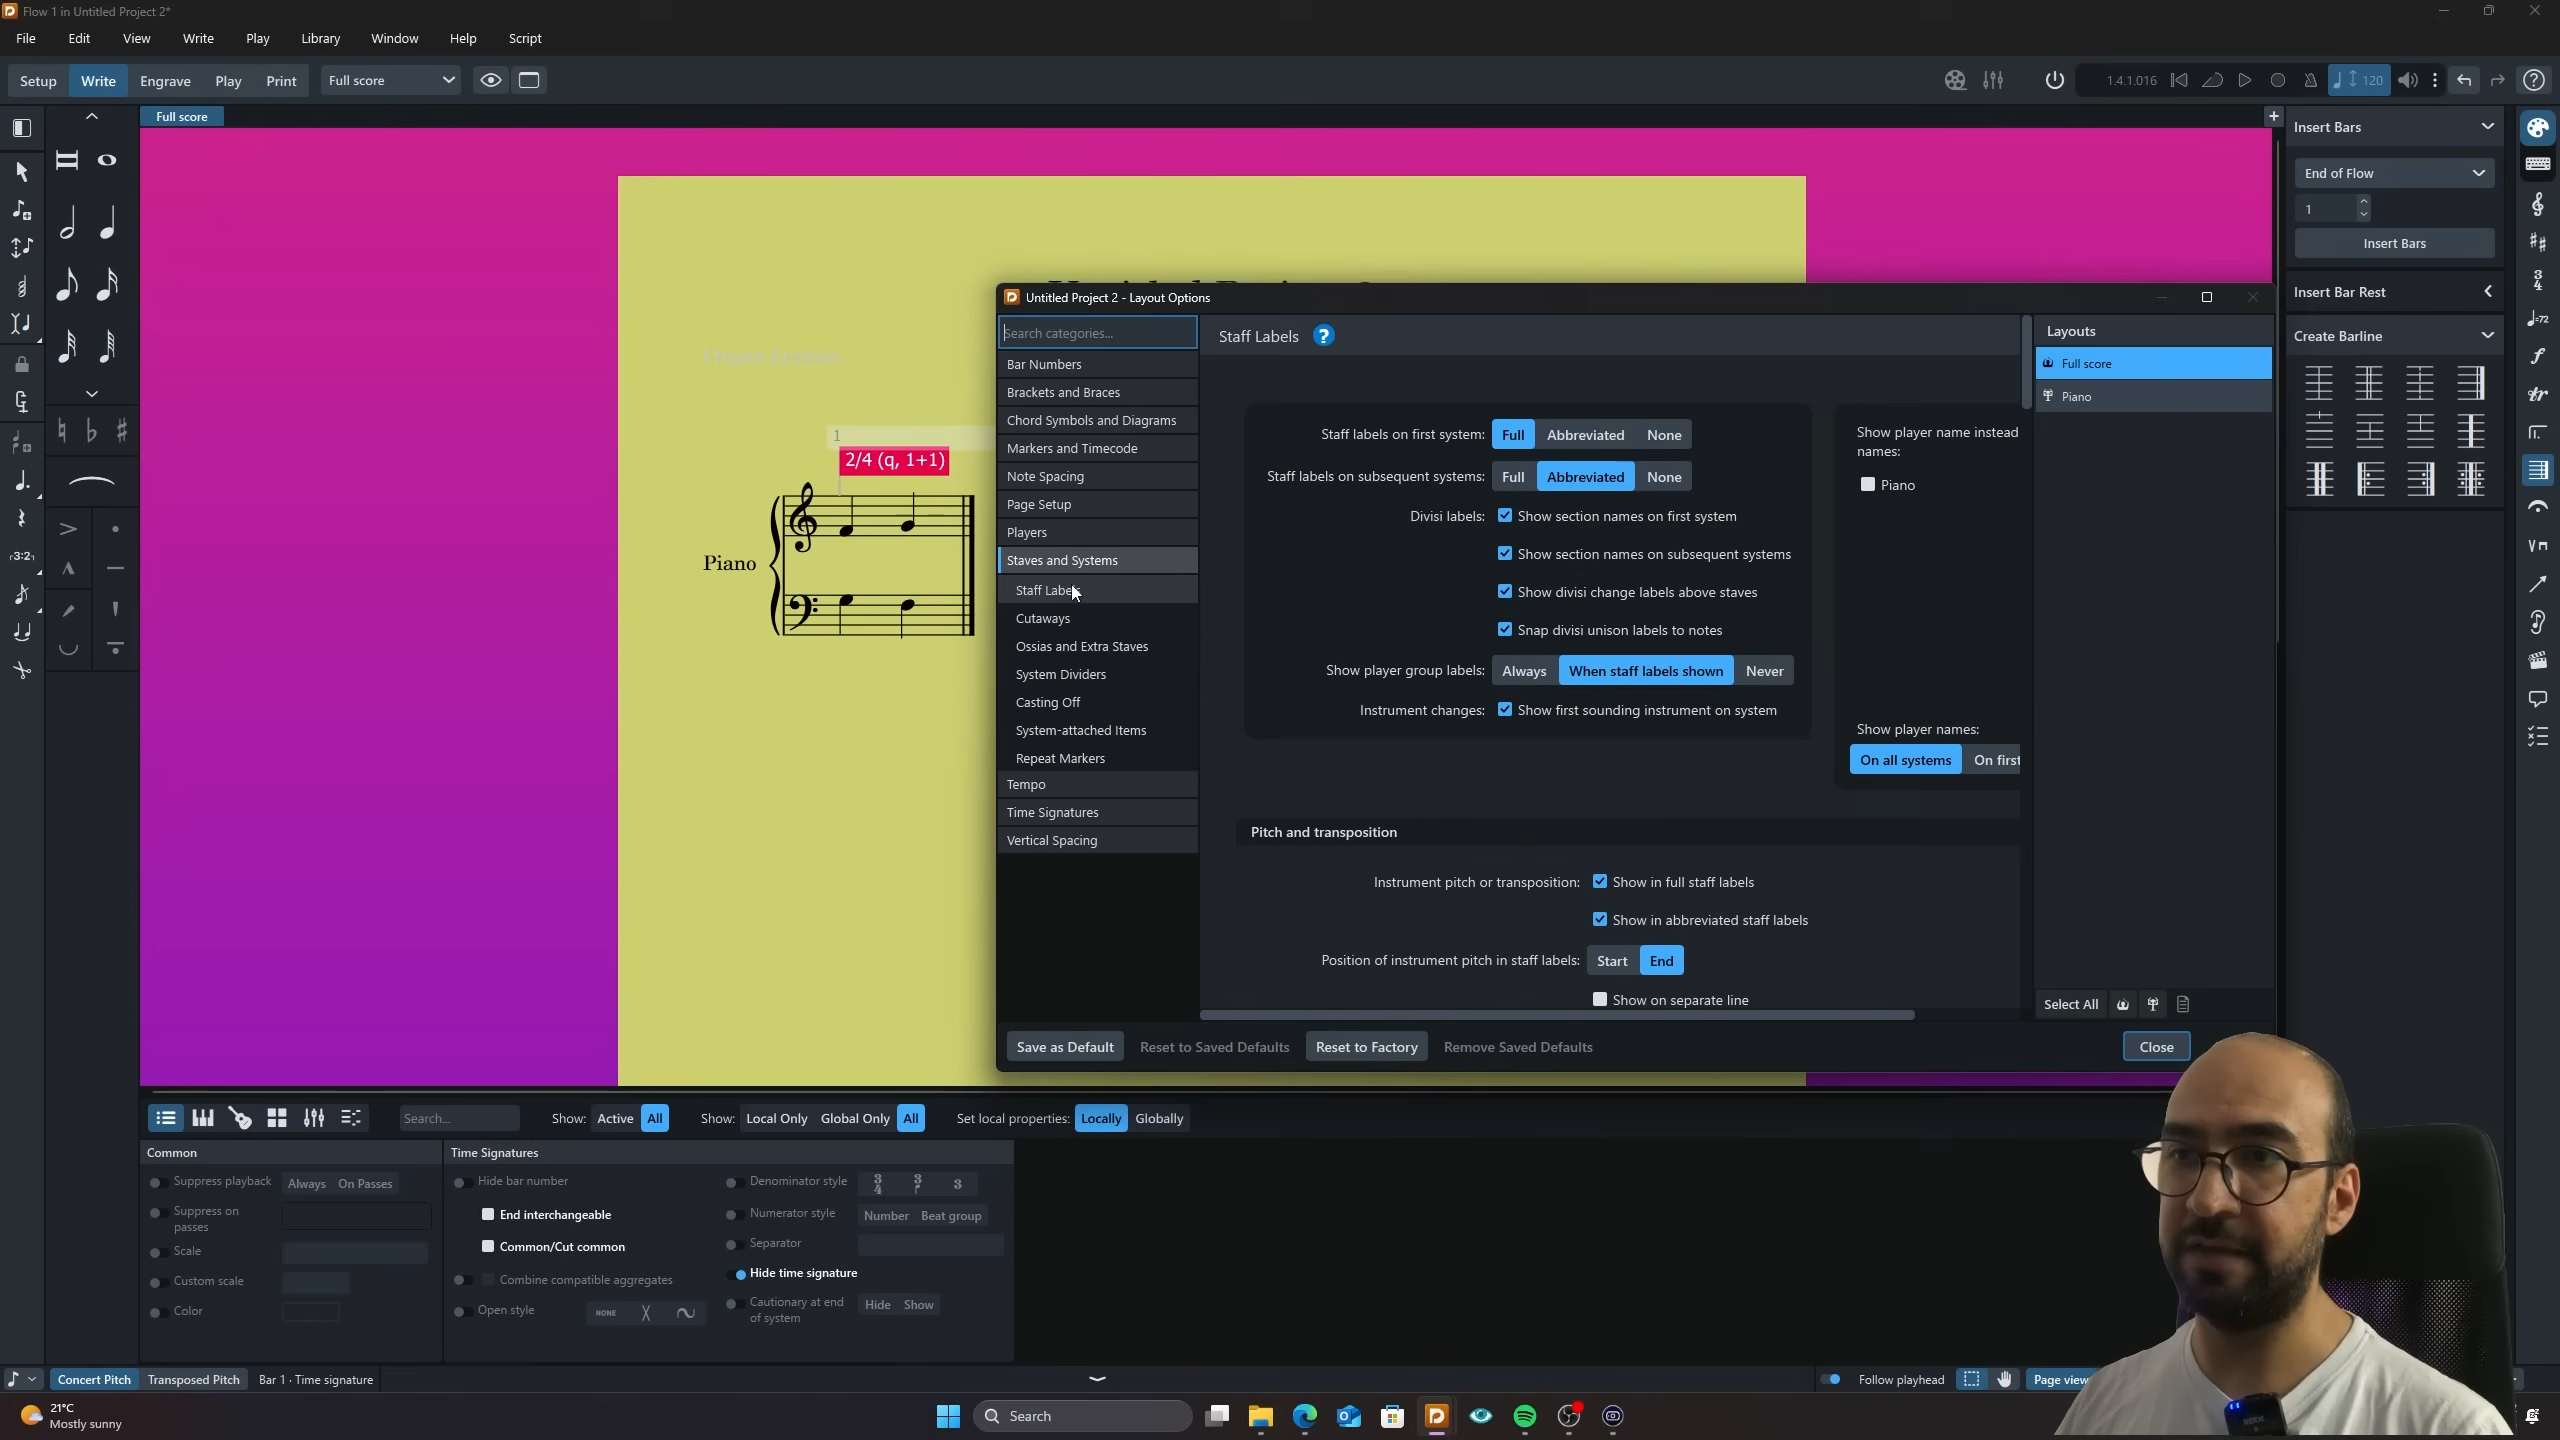 Flow 1 in Untitled Project 2*
File Edit View Write Play Library Window Help Script
Setup Write Engrave Play Print Full score
1.4.1.016 120
Full score
Insert Bars
End of Flow
1
Insert Bars
Insert Bar Rest
Create Barline
1
2/4 (q, 1+1)
Piano
Untitled Project 2 - Layout Options
Search categories...
Bar Numbers
Brackets and Braces
Chord Symbols and Diagrams
Markers and Timecode
Note Spacing
Page Setup
Players
Staves and Systems
Staff Labels
Cutaways
Ossias and Extra Staves
System Dividers
Casting Off
System-attached Items
Repeat Markers
Tempo
Time Signatures
Vertical Spacing
Staff Labels ?
Staff labels on first system: Full Abbreviated None
Staff labels on subsequent systems: Full Abbreviated None
Divisi labels: Show section names on first system
Show section names on subsequent systems
Show divisi change labels above staves
Snap divisi unison labels to notes
Show player group labels: Always When staff labels shown Never
Instrument changes: Show first sounding instrument on system
Show player name instead
names:
Piano
Show player names:
On all systems On first
Pitch and transposition
Instrument pitch or transposition: Show in full staff labels
Show in abbreviated staff labels
Position of instrument pitch in staff labels: Start End
Show on separate line
Layouts
Full score
Piano
Select All
Save as Default Reset to Saved Defaults Reset to Factory Remove Saved Defaults Close
Search... Show: Active All Show: Local Only Global Only All Set local properties: Locally Globally
Common
Suppress playback Always On Passes
Suppress on
passes
Scale
Custom scale
Color
Time Signatures
Hide bar number
End interchangeable
Common/Cut common
Combine compatible aggregates
Open style NONE
Denominator style
Numerator style Number Beat group
Separator
Hide time signature
Cautionary at end
of system Hide Show
Concert Pitch Transposed Pitch Bar 1 · Time signature
Follow playhead Page view
21°C
Mostly sunny
Search